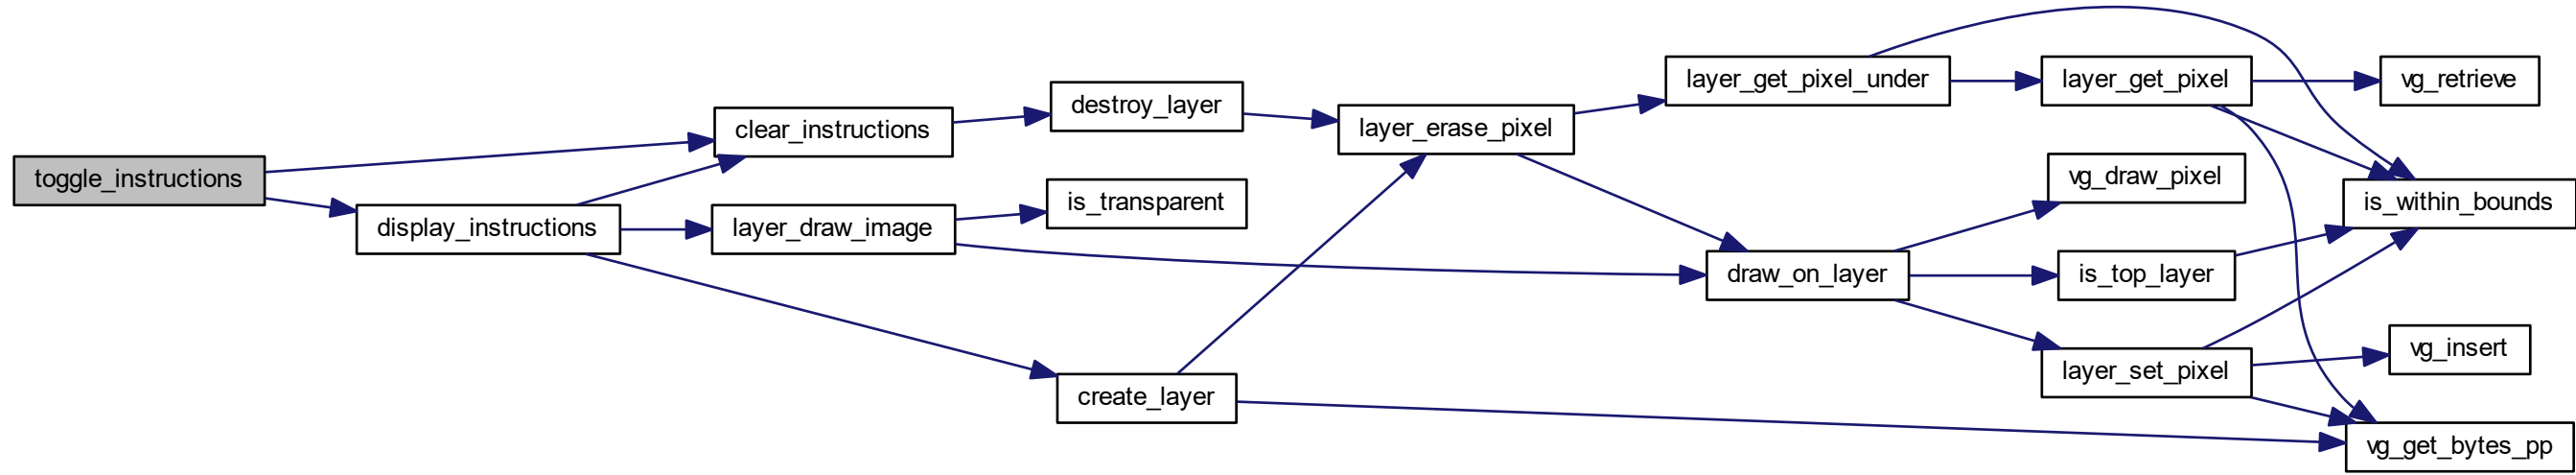 toggle_instructions
display_instructions
clear_instructions
layer_draw_image
destroy_layer
is_transparent
create_layer
layer_erase_pixel
layer_get_pixel_under
draw_on_layer
layer_get_pixel
vg_draw_pixel
is_top_layer
layer_set_pixel
vg_retrieve
is_within_bounds
vg_insert
vg_get_bytes_pp